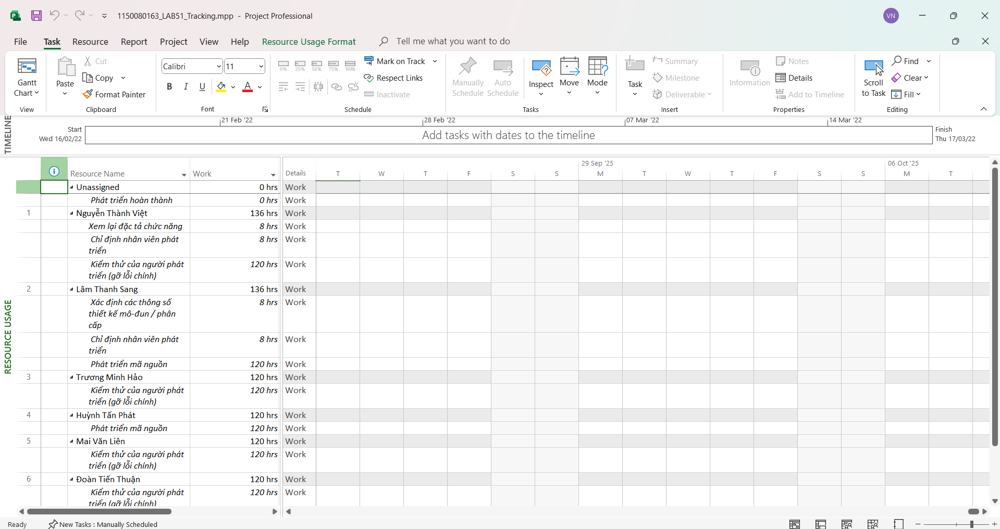 1150080163_LAB51_Tracking.mpp - Project Professional
VN
File Task Resource Report Project View Help Resource Usage Format Tell me what you want to do
Gantt Chart
View
Paste
Cut
Copy
Format Painter
Clipboard
Calibri 11
B I U A
Font
0% 25% 50% 75% 100%
Mark on Track
Respect Links
Inactivate
Schedule
Manually Schedule
Auto Schedule
Inspect
Move
Mode
Tasks
Task
Summary
Milestone
Deliverable
Insert
Information
Notes
Details
Add to Timeline
Properties
Scroll to Task
Find
Clear
Fill
Editing
TIMELINE
21 Feb '22 28 Feb '22 07 Mar '22 14 Mar '22
Start
Wed 16/02/22
Add tasks with dates to the timeline
Finish
Thu 17/03/22
RESOURCE USAGE
29 Sep '25 06 Oct '25
Resource Name Work Details T W T F S S M T W T F S S M T
Unassigned 0 hrs Work
Phát triển hoàn thành 0 hrs Work
1 Nguyễn Thành Việt 136 hrs Work
Xem lại đặc tả chức năng 8 hrs Work
Chỉ định nhân viên phát 8 hrs Work
triển
Kiểm thử của người phát 120 hrs Work
triển (gỡ lỗi chính)
2 Lâm Thanh Sang 136 hrs Work
Xác định các thông số 8 hrs Work
thiết kế mô-đun / phân
cấp
Chỉ định nhân viên phát 8 hrs Work
triển
Phát triển mã nguồn 120 hrs Work
3 Trương Minh Hảo 120 hrs Work
Kiểm thử của người phát 120 hrs Work
triển (gỡ lỗi chính)
4 Huỳnh Tấn Phát 120 hrs Work
Phát triển mã nguồn 120 hrs Work
5 Mai Văn Liên 120 hrs Work
Kiểm thử của người phát 120 hrs Work
triển (gỡ lỗi chính)
6 Đoàn Tiến Thuận 120 hrs Work
Kiểm thử của người phát 120 hrs Work
triển (gỡ lỗi chính)
Ready New Tasks : Manually Scheduled